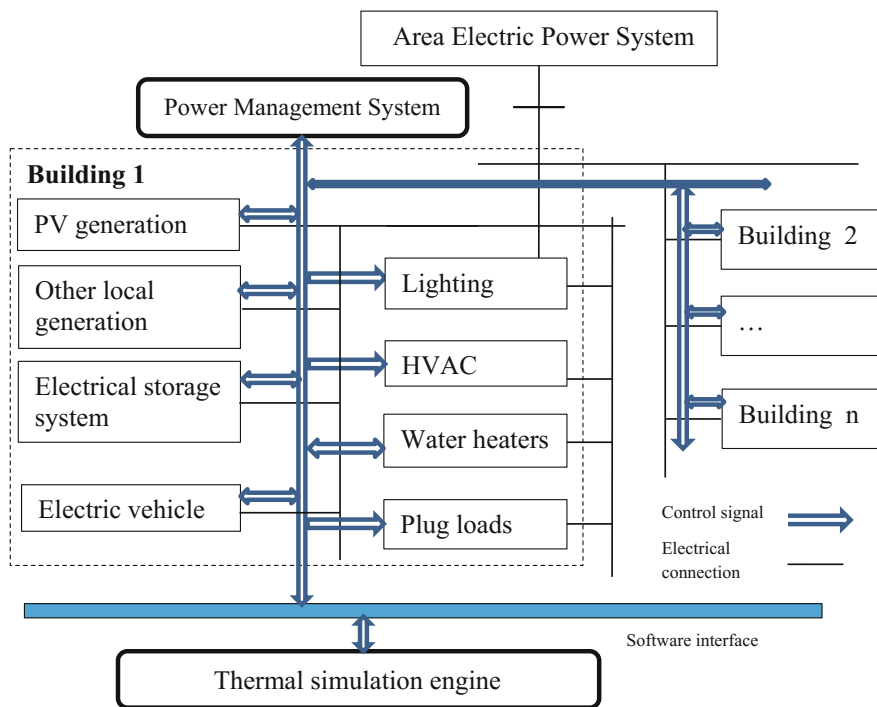 Area Electric Power System
Power Management System
Building 1
PV generation
Other local
generation
Electrical storage
system
Electric vehicle
Lighting
HVAC
Water heaters
Plug loads
Building 2
...
Building n
Control signal
Electrical
connection
Software interface
Thermal simulation engine